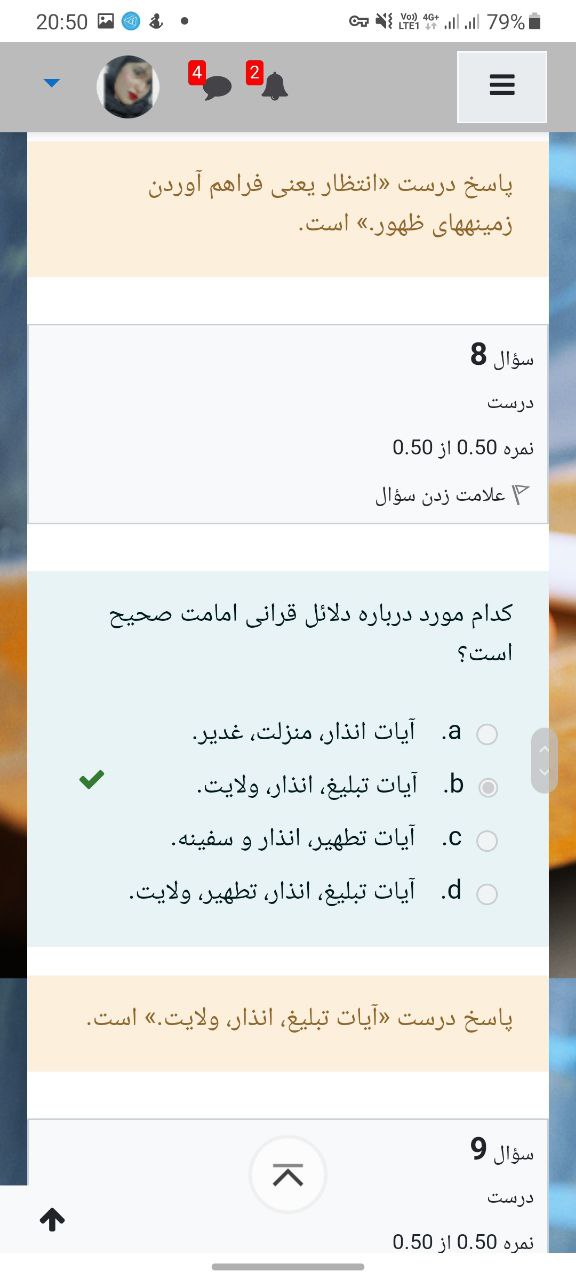 20:50
Vo)) LTE1 4G+ 79%
4
2
پاسخ درست «انتظار یعنی فراهم آوردن
زمینههای ظهور.» است.
سؤال 8
درست
نمره 0.50 از 0.50
علامت زدن سؤال
کدام مورد درباره دلائل قرانی امامت صحیح
است؟
a. آیات انذار، منزلت، غدیر.
b. آیات تبلیغ، انذار، ولایت.
c. آیات تطهیر، انذار و سفینه.
d. آیات تبلیغ، انذار، تطهیر، ولایت.
پاسخ درست «آیات تبلیغ، انذار، ولایت.» است.
سؤال 9
درست
نمره 0.50 از 0.50